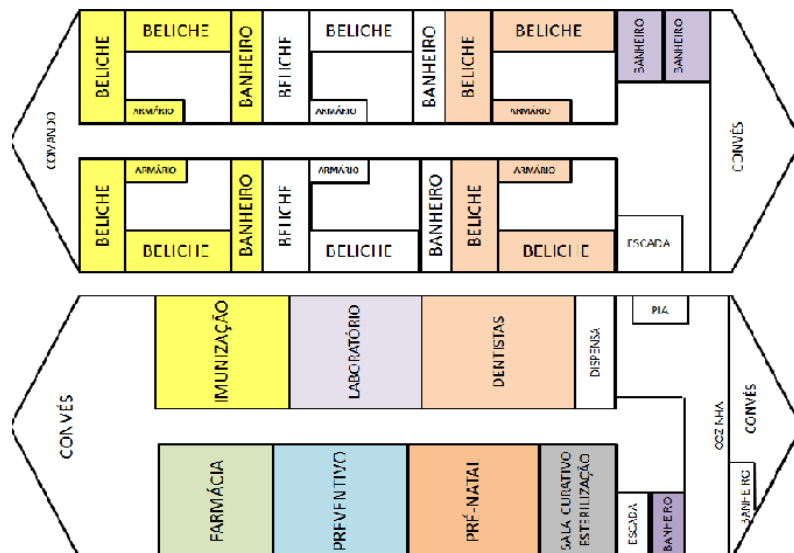 BELICHE
BELICHE
ARMÁRIO
BANHEIRO
BELICHE
BELICHE
ARMÁRIO
BANHEIRO
BELICHE
BELICHE
ARMÁRIO
BANHEIRO
BANHEIRO
COMANDO
CONVÉS
BELICHE
ARMÁRIO
BELICHE
BANHEIRO
BELICHE
ARMÁRIO
BELICHE
BANHEIRO
BELICHE
ARMÁRIO
BELICHE
ESCADA
CONVÉS
IMUNIZAÇÃO
LABORATÓRIO
DENTISTAS
DISPENSA
PIA
COZINHA
CONVÉS
BANHEIRO
FARMÁCIA
PREVENTIVO
PRÉ-NATAL
SALA CURATIVO
ESTERILIZAÇÃO
ESCADA
BANHEIRO